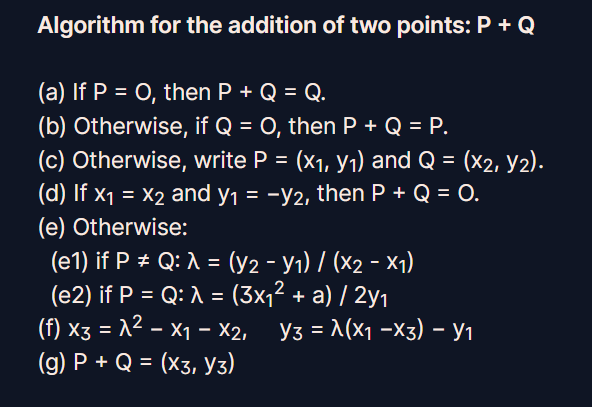 Algorithm for the addition of two points: P + Q
(a) If P = O, then P + Q = Q.
(b) Otherwise, if Q = O, then P + Q = P.
(c) Otherwise, write P = (x₁, y₁) and Q = (x₂, y₂).
(d) If x₁ = x₂ and y₁ = −y₂, then P + Q = O.
(e) Otherwise:
(e1) if P ≠ Q: λ = (y₂ - y₁) / (x₂ - x₁)
(e2) if P = Q: λ = (3x₁² + a) / 2y₁
(f) x₃ = λ² − x₁ − x₂, y₃ = λ(x₁ −x₃) − y₁
(g) P + Q = (x₃, y₃)